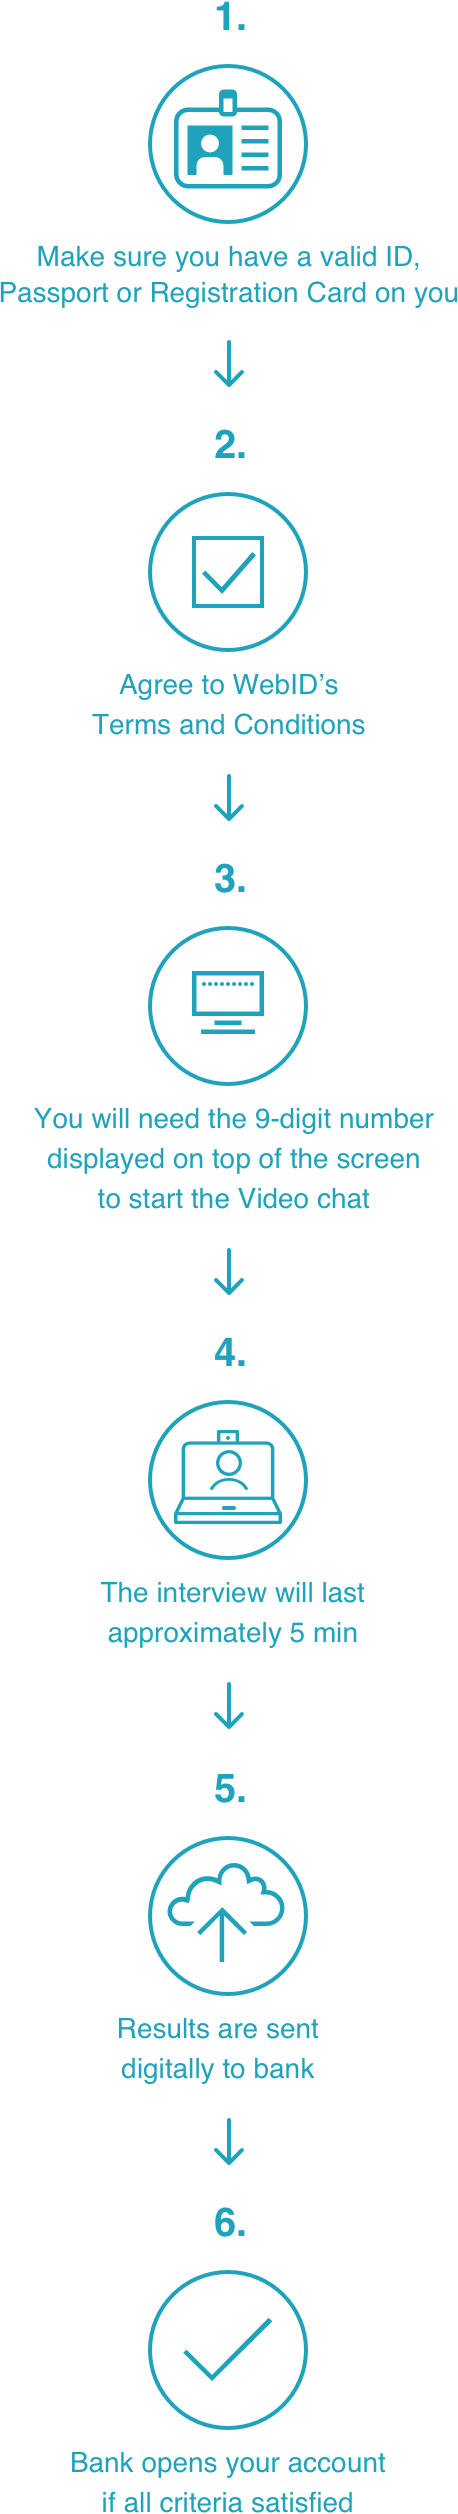 1.
Make sure you have a valid ID,
Passport or Registration Card on you
2.
Agree to WebID’s
Terms and Conditions
3.
You will need the 9-digit number
displayed on top of the screen
to start the Video chat
4.
The interview will last
approximately 5 min
5.
Results are sent
digitally to bank
6.
Bank opens your account
if all criteria satisfied